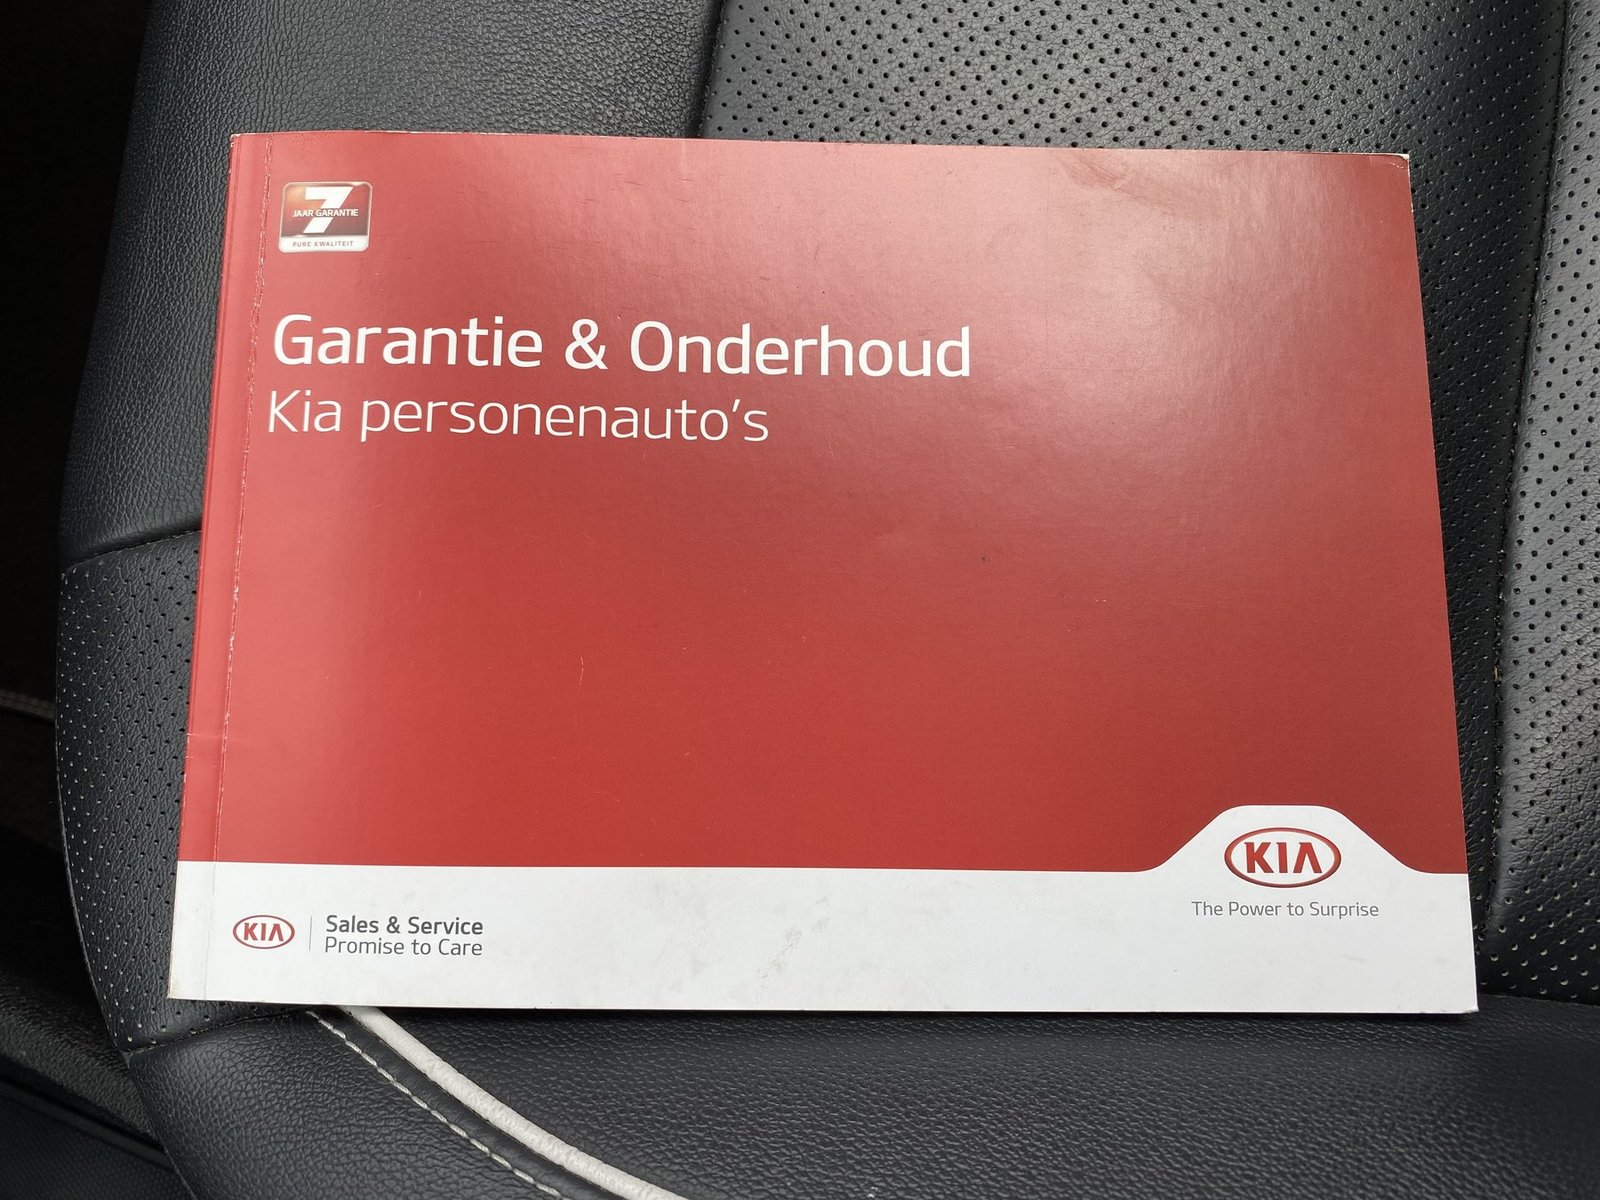 7
JAAR GARANTIE
PURE KWALITEIT
Garantie & Onderhoud
Kia personenauto's
KIA
The Power to Surprise
KIA
Sales & Service
Promise to Care